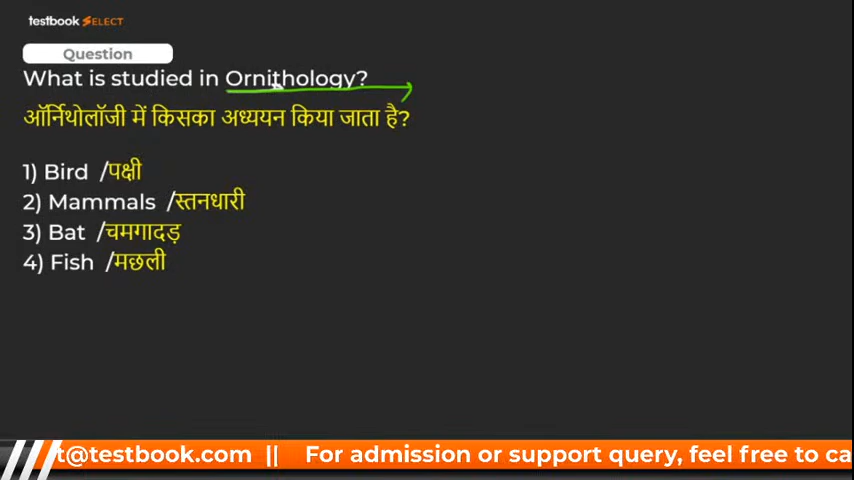 testbook SELECT
Question
What is studied in Ornithology?
ऑर्निथोलॉजी में किसका अध्ययन किया जाता है?
1) Bird /पक्षी
2) Mammals /स्तनधारी
3) Bat /चमगादड़
4) Fish /मछली
t@testbook.com || For admission or support query, feel free to ca